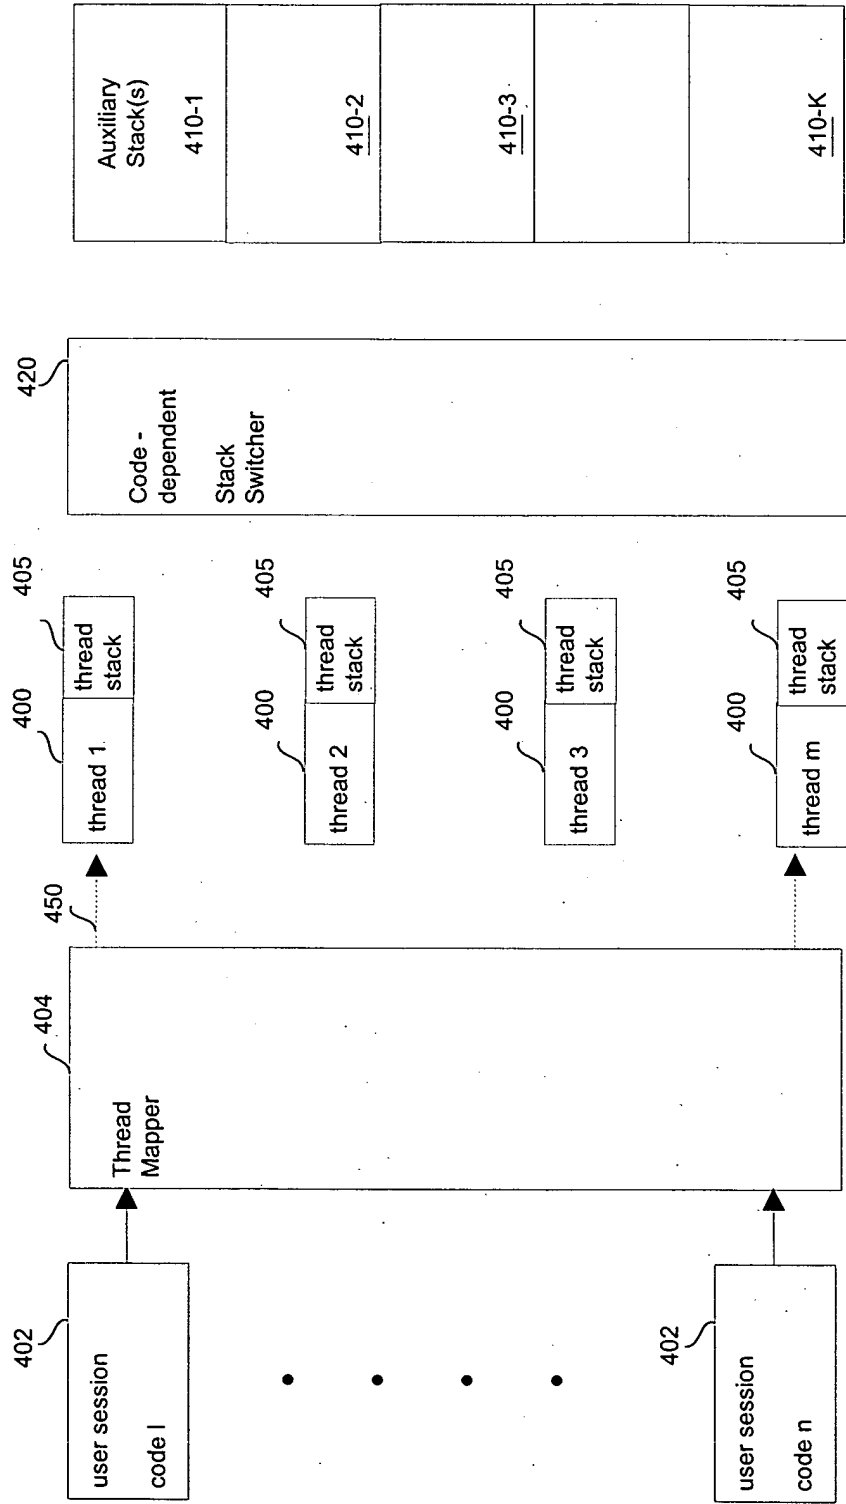 402
user session
code l
402
user session
code n
404
Thread
Mapper
450
400
405
thread 1
thread
stack
400
405
thread 2
thread
stack
400
405
thread 3
thread
stack
400
405
thread m
thread
stack
420
Code -
dependent
Stack
Switcher
Auxiliary
Stack(s)
410-1
410-2
410-3
410-K